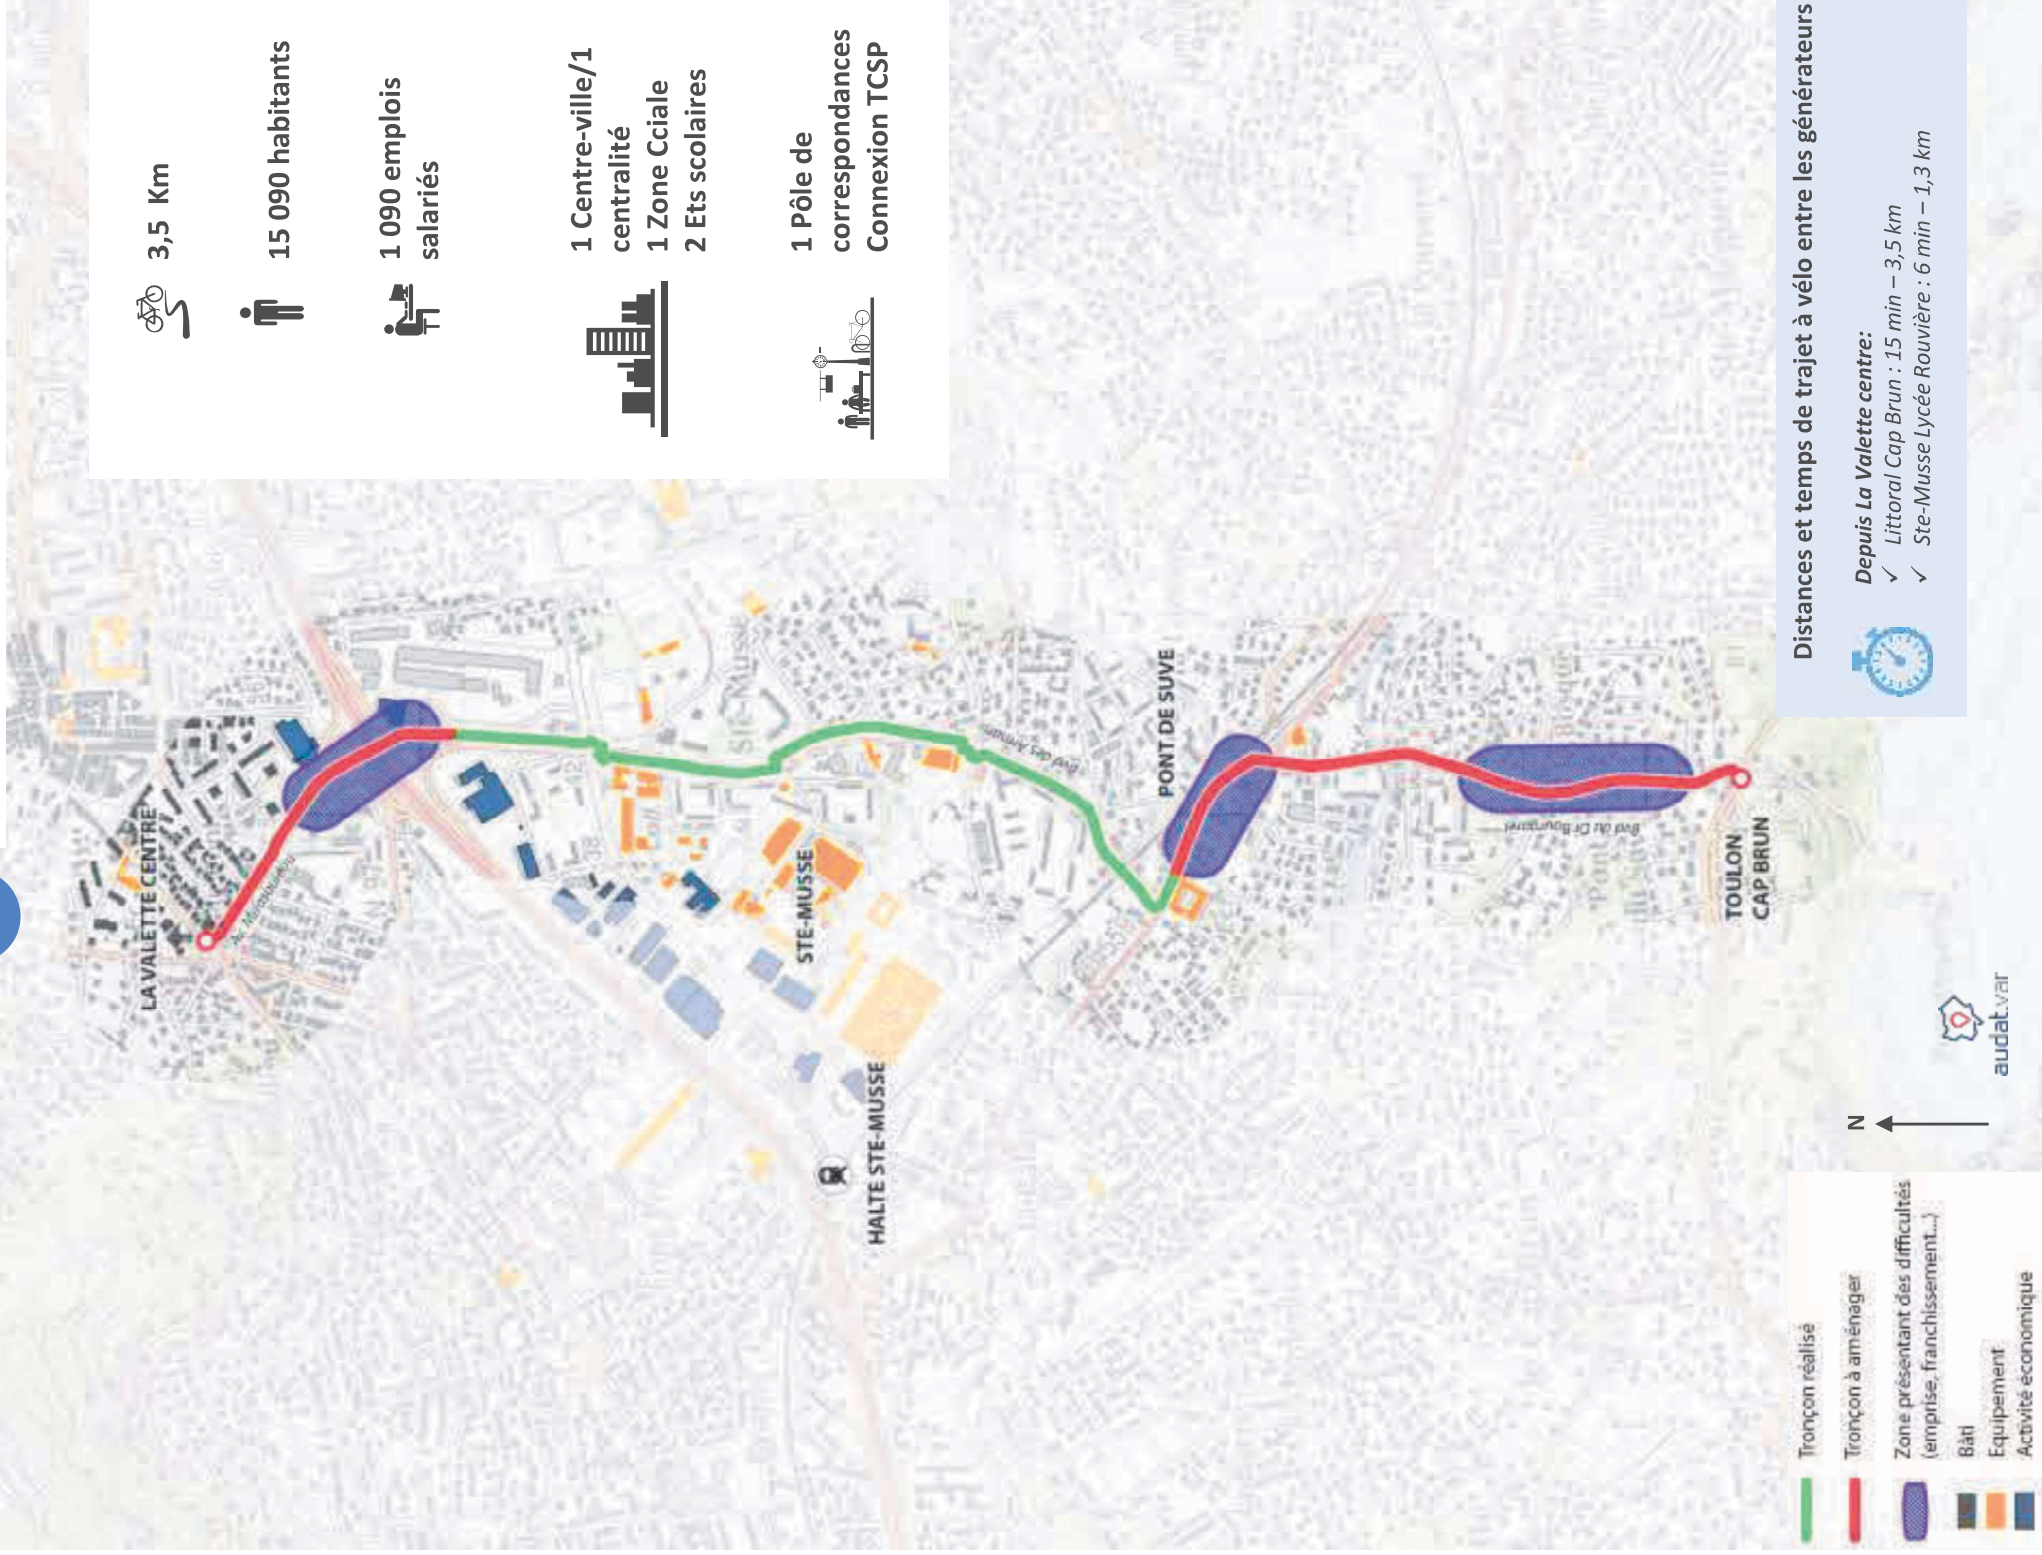 3,5 Km
15 090 habitants
1 090 emplois
salariés
1 Centre-ville/1
centralité
1 Zone Cciale
2 Ets scolaires
1 Pôle de
correspondances
Connexion TCSP
LA VALETTE CENTRE
STE-MUSSE
HALTE STE-MUSSE
Bvd des Armaris
PONT DE SUVE
Bvd du Dr Bourgarel
TOULON
CAP BRUN
Distances et temps de trajet à vélo entre les générateurs
Depuis La Valette centre:
✓ Littoral Cap Brun : 15 min – 3,5 km
✓ Ste-Musse Lycée Rouvière : 6 min – 1,3 km
N
audat.var
Tronçon réalisé
Tronçon à aménager
Zone présentant des difficultés
(emprise, franchissement...)
Bâti
Equipement
Activité économique